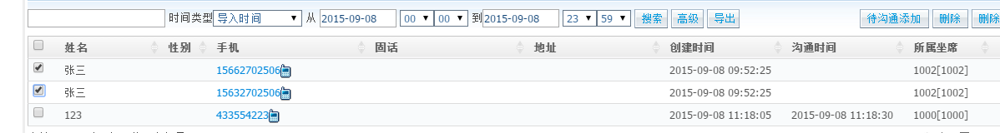 时间类型 导入时间 从 2015-09-08 00 00 到 2015-09-08 23 59 搜索 高级 导出 待沟通添加 删除
姓名 性别 手机 固话 地址 创建时间 沟通时间 所属坐席
张三 15662702506 2015-09-08 09:52:25 1002[1002]
张三 15632702506 2015-09-08 09:52:25 1002[1002]
123 433554223 2015-09-08 11:18:05 2015-09-08 11:18:30 1000[1000]